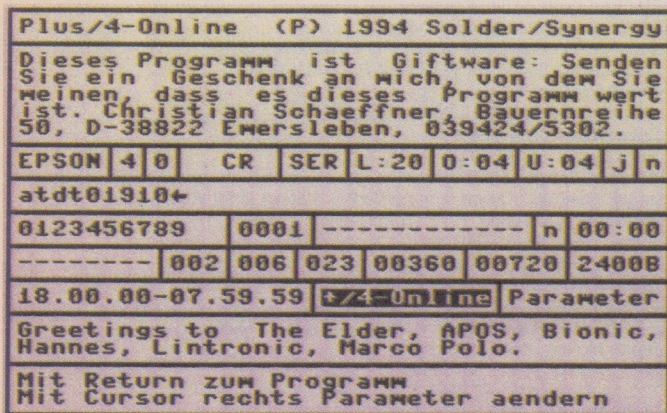 Plus/4-Online (P) 1994 Solder/Synergy
Dieses Programm ist Giftware: Senden
Sie ein Geschenk an mich, von dem Sie
meinen, dass es dieses Programm wert
ist. Christian Schaeffner, Bauernreihe
50, D-38822 Emersleben, 039424/5302.
EPSON 4 0 CR SER L:20 O:04 U:04 j n
atdt01910←
0123456789 0001 ------------ n 00:00
-------- 002 006 023 00360 00720 2400B
18.00.00-07.59.59 +/4-Online Parameter
Greetings to The Elder, APOS, Bionic,
Hannes, Lintronic, Marco Polo.
Mit Return zum Programm
Mit Cursor rechts Parameter aendern